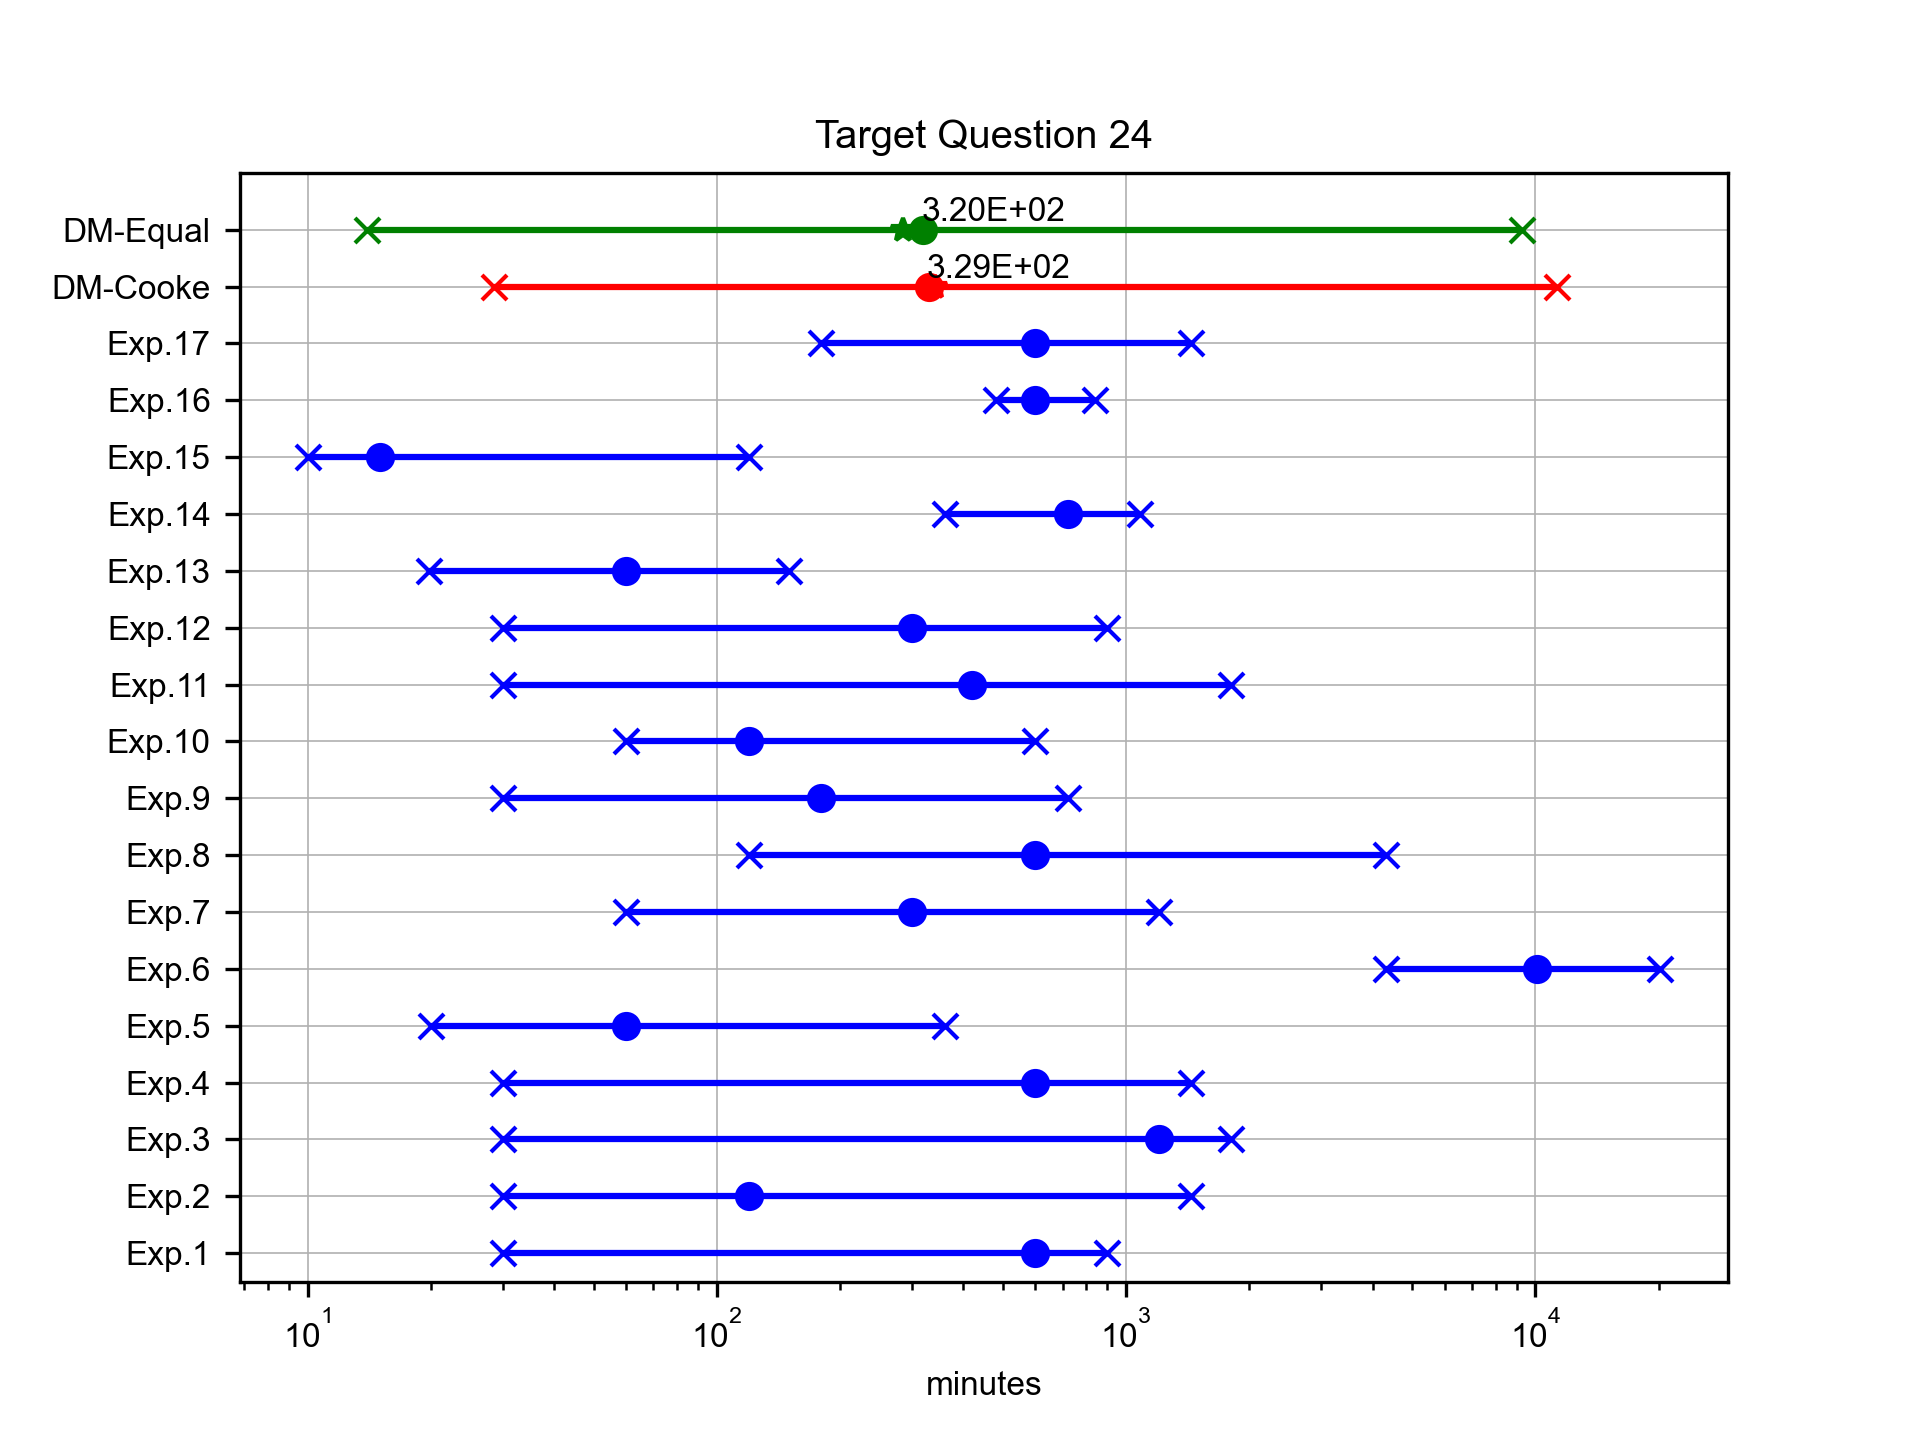 Target Question 24
DM-Equal
3.20E+02
DM-Cooke
3.29E+02
Exp.17
Exp.16
Exp.15
Exp.14
Exp.13
Exp.12
Exp.11
Exp.10
Exp.9
Exp.8
Exp.7
Exp.6
Exp.5
Exp.4
Exp.3
Exp.2
Exp.1
10¹ 10² 10³ 10⁴
minutes